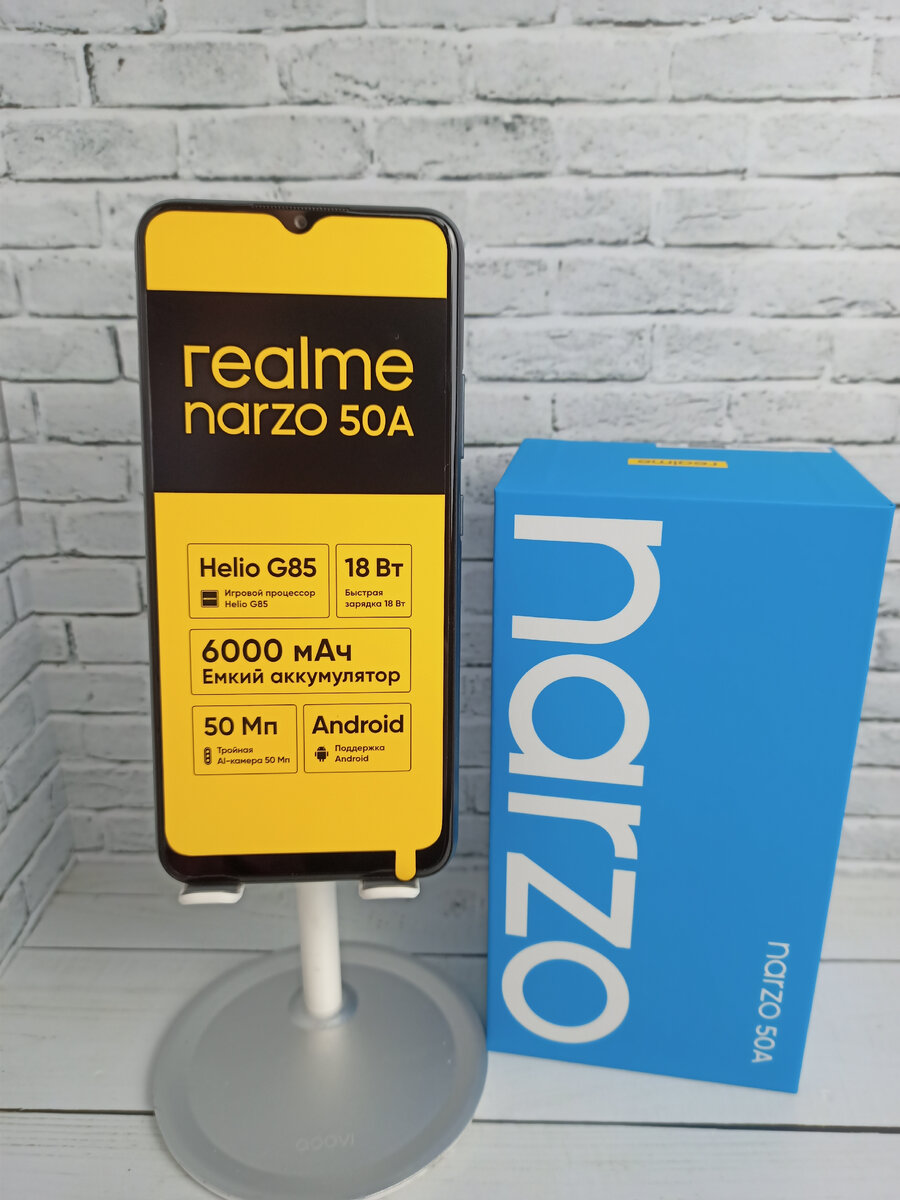 realme
narzo 50A
Helio G85
Игровой процессор
Helio G85
18 Вт
Быстрая
зарядка 18 Вт
6000 мАч
Емкий аккумулятор
50 Мп
Тройная
AI-камера 50 Мп
Android
Поддержка
Android
realme
narzo
narzo 50A